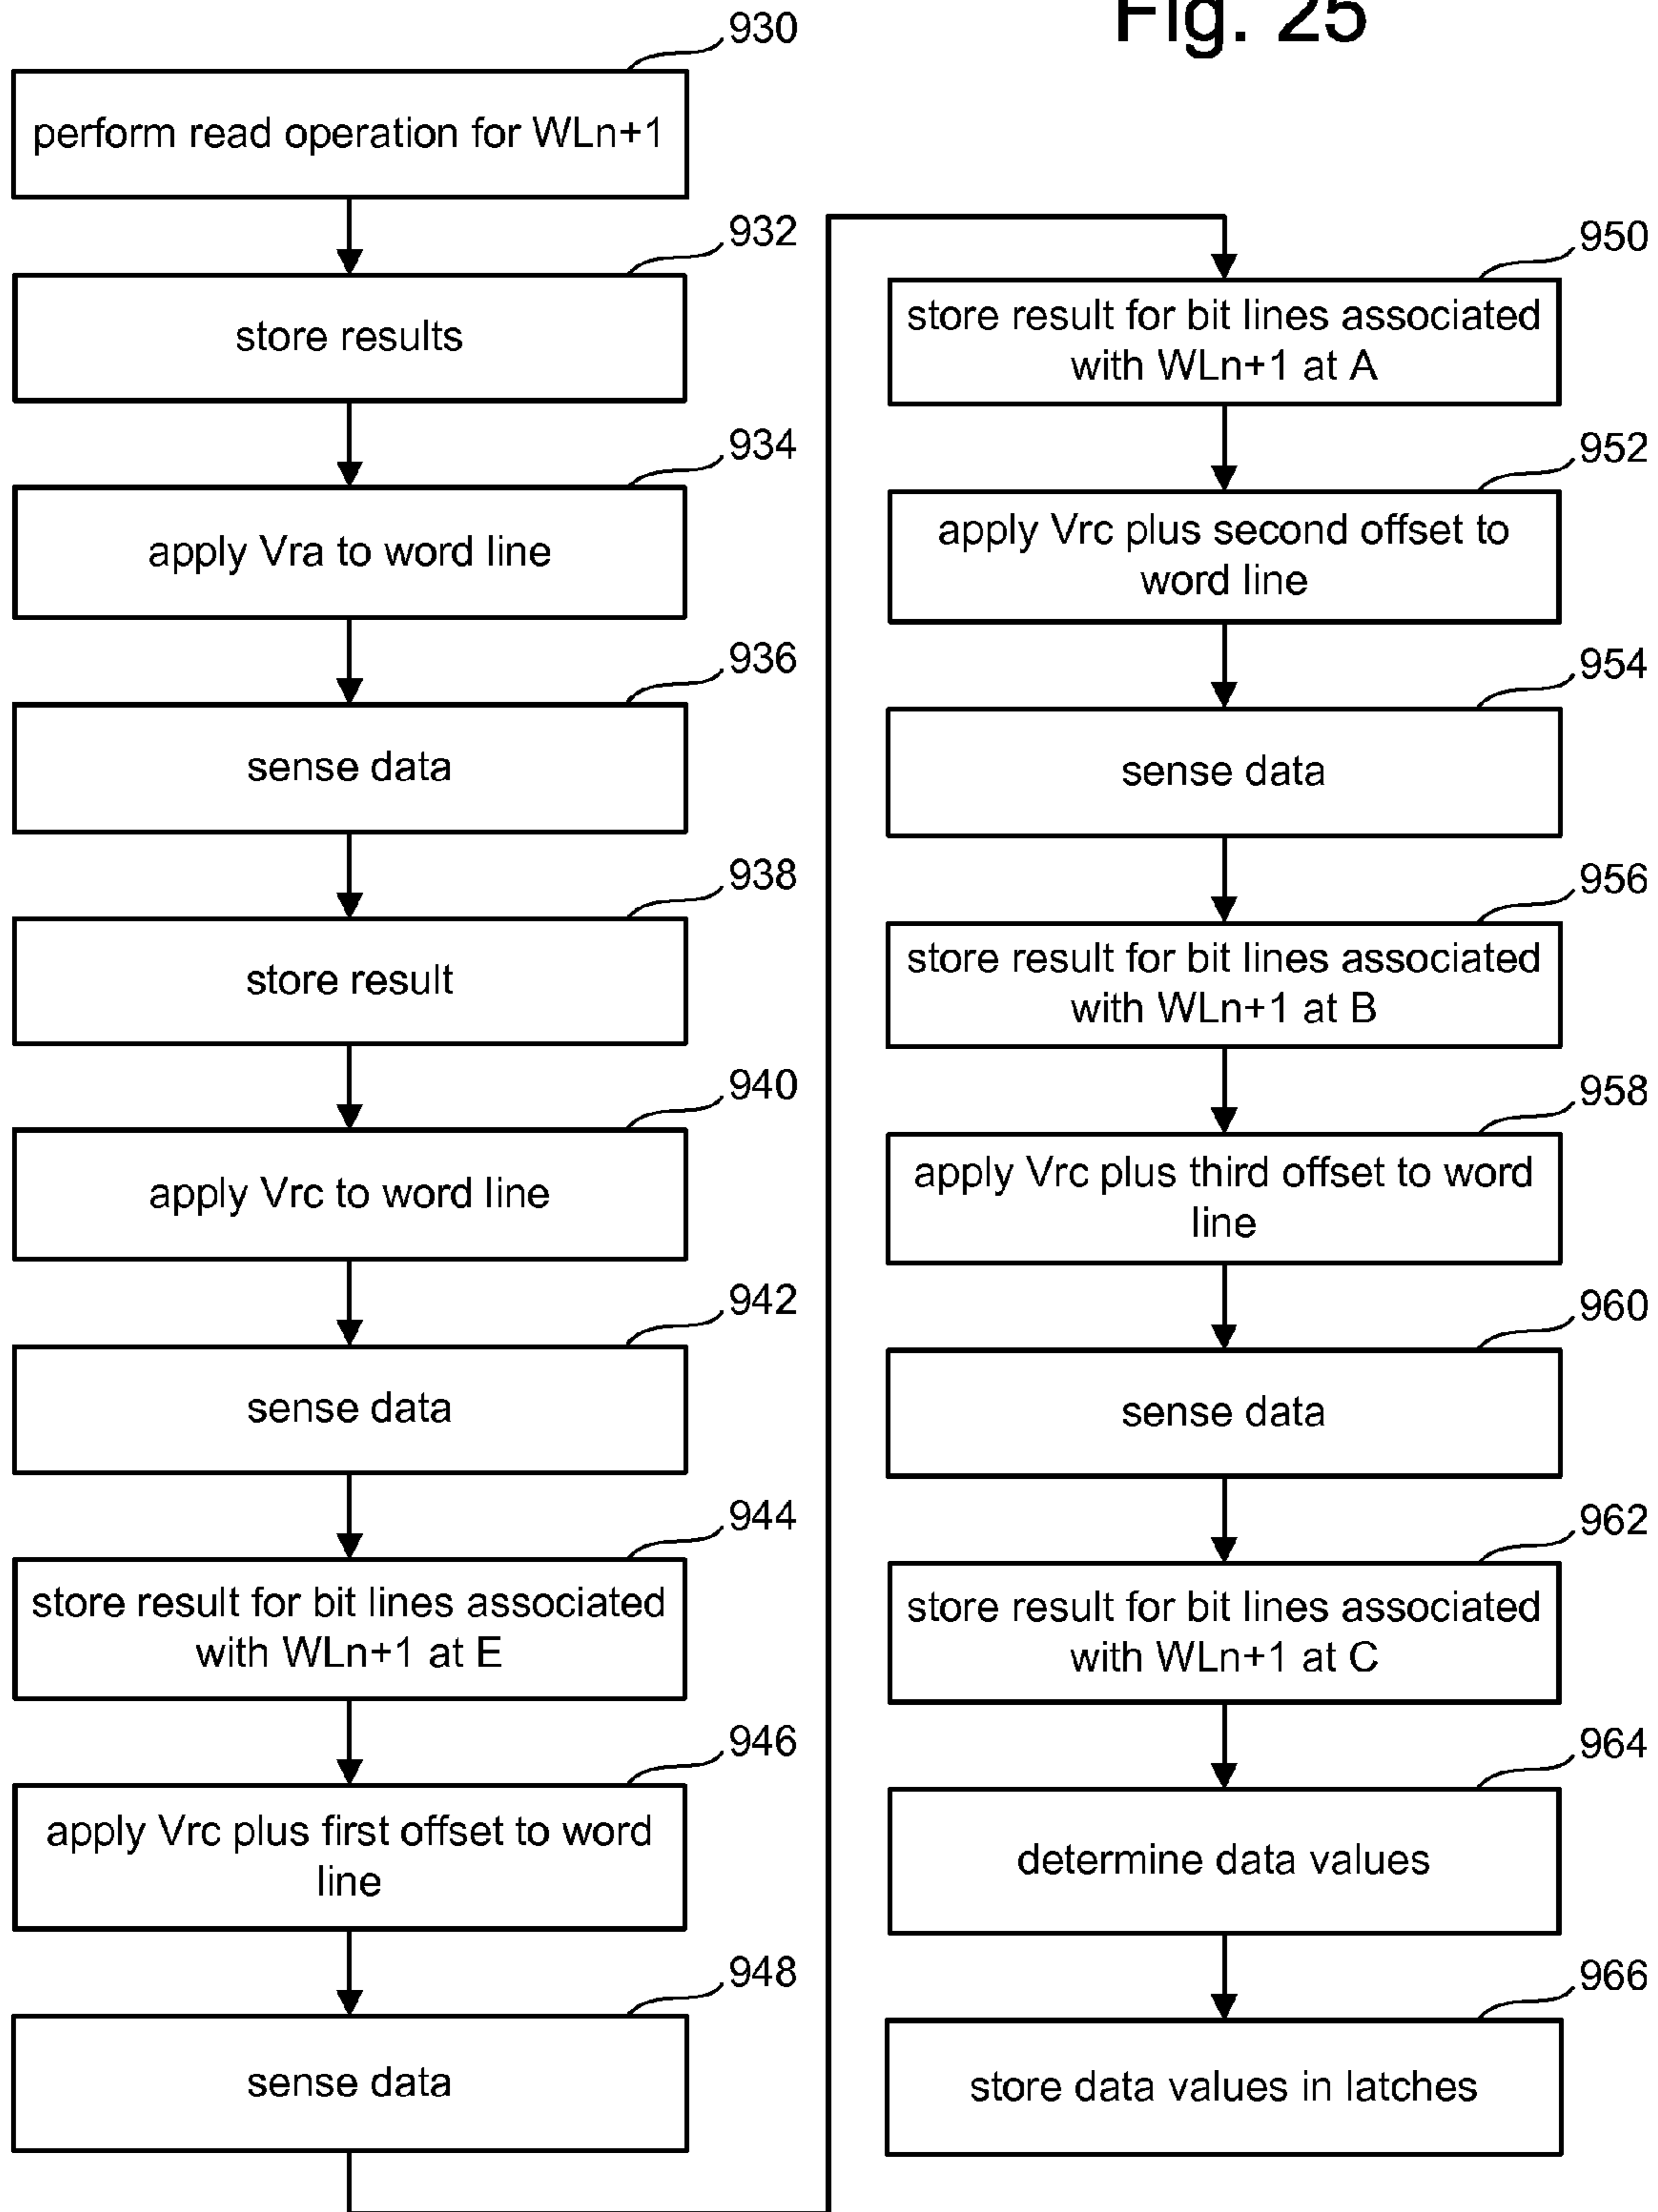 Fig. 25
930
perform read operation for WLn+1
932
store results
934
apply Vra to word line
936
sense data
938
store result
940
apply Vrc to word line
942
sense data
944
store result for bit lines associated
with WLn+1 at E
946
apply Vrc plus first offset to word
line
948
sense data
950
store result for bit lines associated
with WLn+1 at A
952
apply Vrc plus second offset to
word line
954
sense data
956
store result for bit lines associated
with WLn+1 at B
958
apply Vrc plus third offset to word
line
960
sense data
962
store result for bit lines associated
with WLn+1 at C
964
determine data values
966
store data values in latches